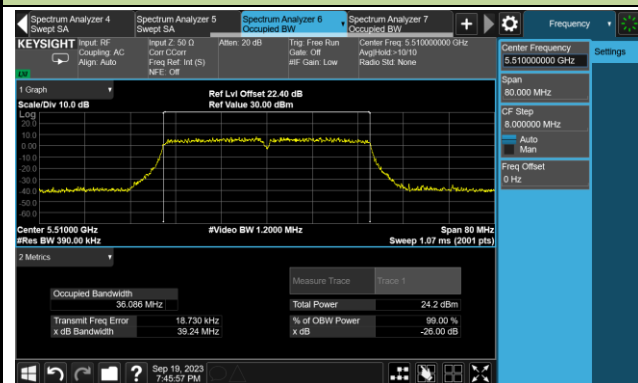 Spectrum Analyzer 4
Swept SA
Spectrum Analyzer 5
Swept SA
Spectrum Analyzer 6
Occupied BW
Spectrum Analyzer 7
Occupied BW
Frequency
KEYSIGHT
Input: RF
Coupling: AC
Align: Auto
Input Z: 50 Ω
Corr CCorr
Freq Ref: Int (S)
NFE: Off
Atten: 20 dB
Trig: Free Run
Gate: Off
#IF Gain: Low
Center Freq: 5.510000000 GHz
Avg|Hold:>10/10
Radio Std: None
Center Frequency
5.510000000 GHz
Settings
Span
80.000 MHz
CF Step
8.000000 MHz
Auto
Man
Freq Offset
0 Hz
1 Graph
Scale/Div 10.0 dB
Ref Lvl Offset 22.40 dB
Ref Value 30.00 dBm
Log
20.0
10.0
0.00
-10.0
-20.0
-30.0
-40.0
-50.0
-60.0
Center 5.51000 GHz
#Res BW 390.00 kHz
#Video BW 1.2000 MHz
Span 80 MHz
Sweep 1.07 ms (2001 pts)
2 Metrics
Measure Trace
Trace 1
Occupied Bandwidth
36.086 MHz
Total Power
24.2 dBm
Transmit Freq Error
18.730 kHz
% of OBW Power
99.00 %
x dB Bandwidth
39.24 MHz
x dB
-26.00 dB
Sep 19, 2023
7:45:57 PM